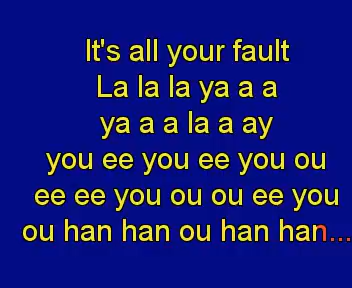 It's all your fault
La la la ya a a
ya a a la a ay
you ee you ee you ou
ee ee you ou ou ee you
ou han han ou han han...